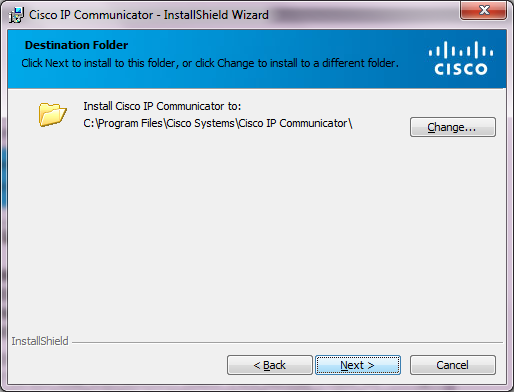 Cisco IP Communicator - InstallShield Wizard
Destination Folder
Click Next to install to this folder, or click Change to install to a different folder.
CISCO
Install Cisco IP Communicator to:
C:\Program Files\Cisco Systems\Cisco IP Communicator\
Change...
InstallShield
< Back
Next >
Cancel